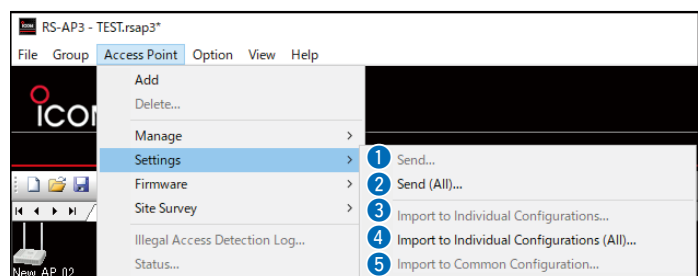 ICOM RS-AP3 - TEST.rsap3*
File Group Access Point Option View Help
Add
Delete...
ICO
Manage >
Settings > 1 Send...
Firmware > 2 Send (All)...
Site Survey > 3 Import to Individual Configurations...
Illegal Access Detection Log... 4 Import to Individual Configurations (All)...
Status... 5 Import to Common Configuration...
New AP 02